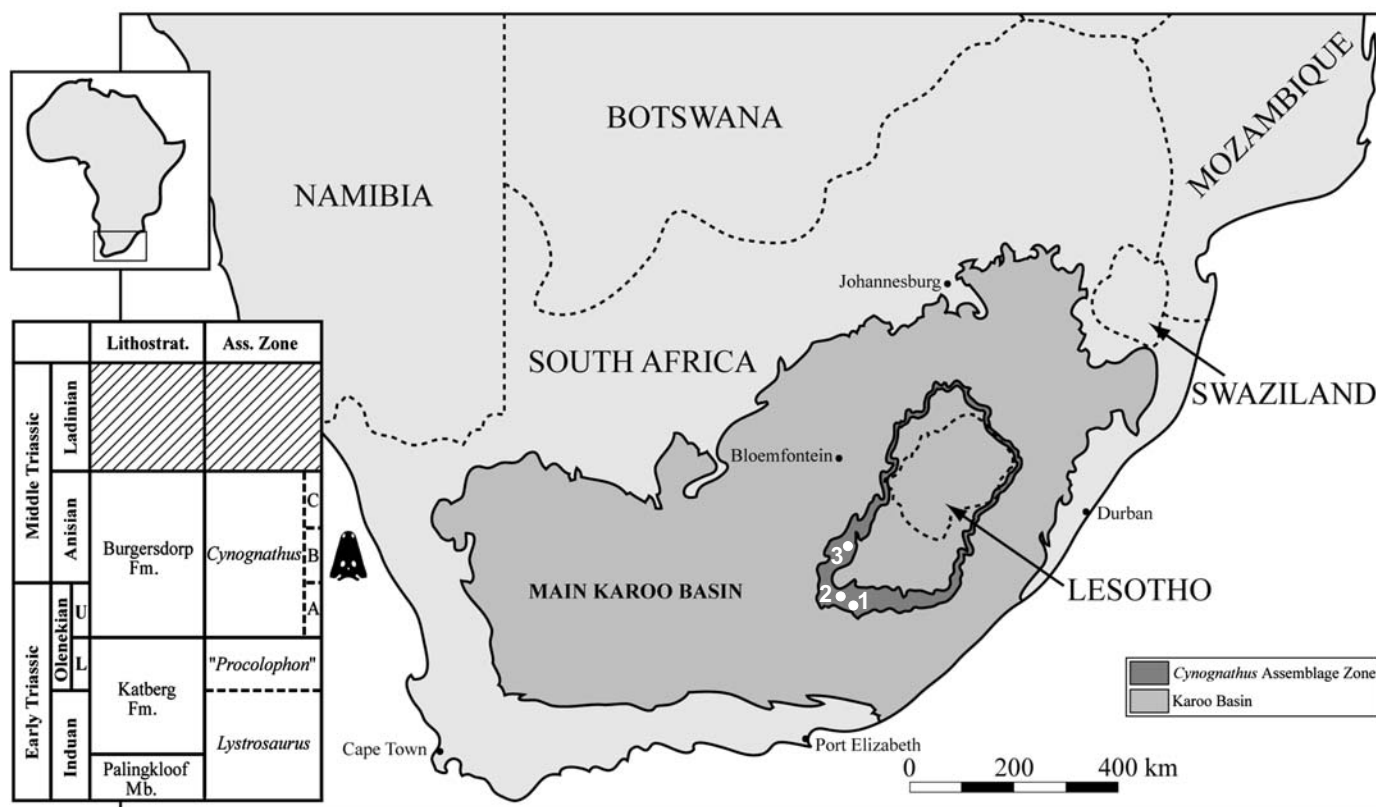 NAMIBIA
BOTSWANA
MOZAMBIQUE
Johannesburg
SOUTH AFRICA
SWAZILAND
Bloemfontein
Durban
3
MAIN KAROO BASIN
2
1
LESOTHO
Cape Town
Port Elizabeth
Lithostrat. Ass. Zone
Middle Triassic
Ladinian
Anisian
Burgersdorp
Fm.
Cynognathus
C
B
A
Early Triassic
Olenekian
U
L
"Procolophon"
Katberg
Fm.
Induan
Lystrosaurus
Palingkloof
Mb.
Cynognathus Assemblage Zone
Karoo Basin
0 200 400 km